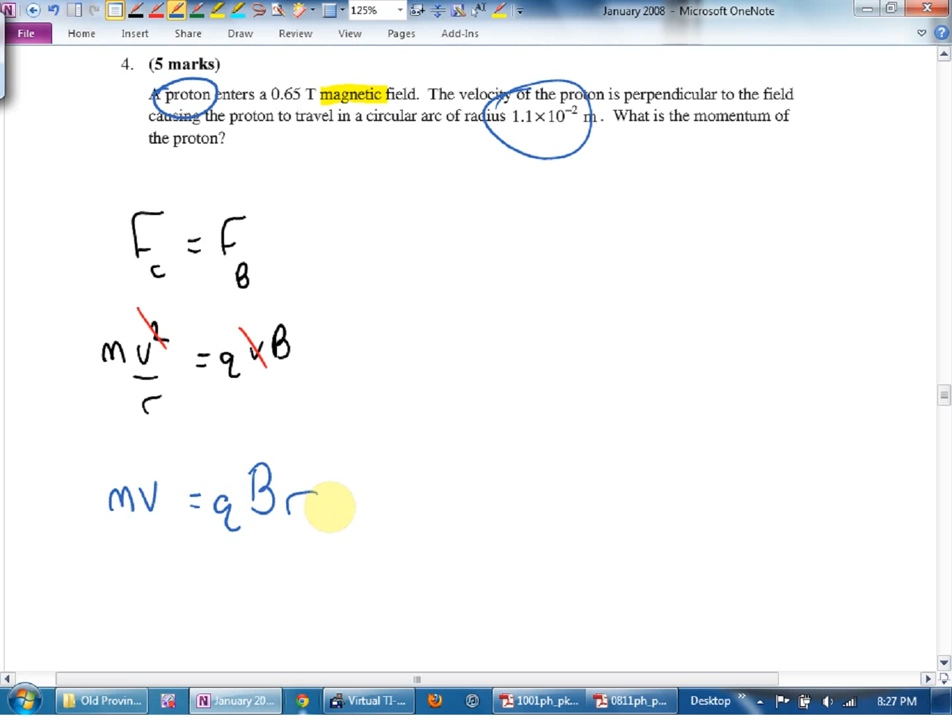 125% January 2008 - Microsoft OneNote
File Home Insert Share Draw Review View Pages Add-Ins
4. (5 marks)
A proton enters a 0.65 T magnetic field. The velocity of the proton is perpendicular to the field
causing the proton to travel in a circular arc of radius 1.1×10⁻² m. What is the momentum of
the proton?
F_c = F_B
m v²/r = q v B
mv = q B r
Old Provin... January 20... Virtual TI-... 1001ph_pk... 0811ph_p... Desktop 8:27 PM